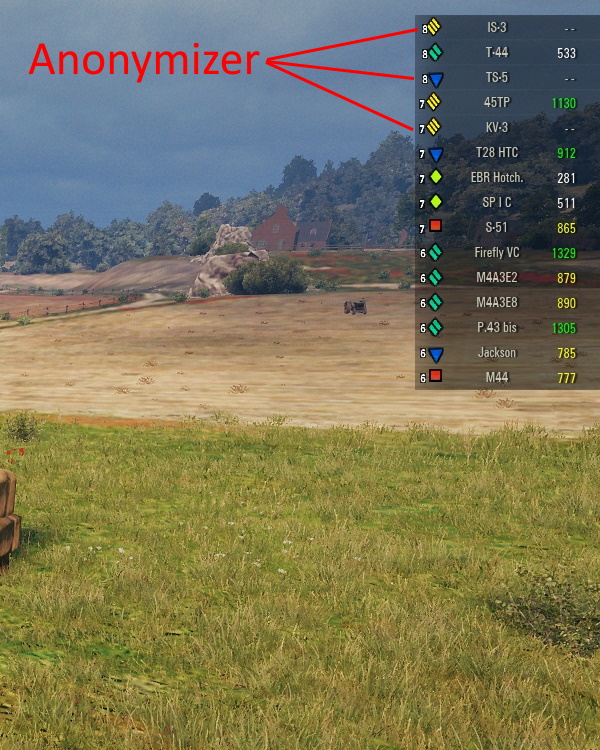 Anonymizer
8 IS-3 --
8 T-44 533
8 TS-5 --
7 45TP 1130
7 KV-3 --
7 T28 HTC 912
7 EBR Hotch. 281
7 SP I C 511
7 S-51 865
6 Firefly VC 1329
6 M4A3E2 879
6 M4A3E8 890
6 P.43 bis 1305
6 Jackson 785
6 M44 777